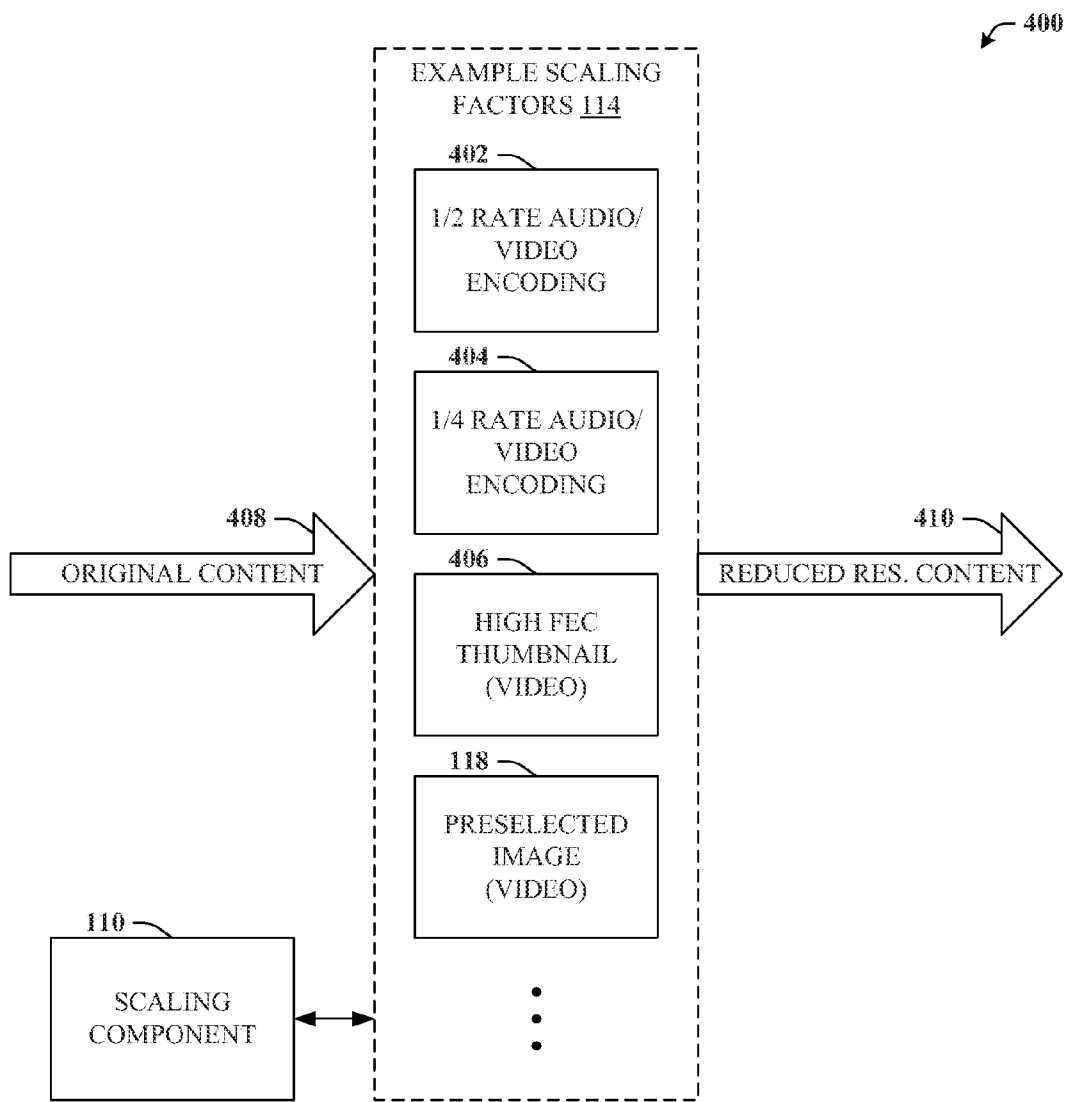 400
EXAMPLE SCALING
FACTORS 114
402
1/2 RATE AUDIO/
VIDEO
ENCODING
404
1/4 RATE AUDIO/
VIDEO
ENCODING
408
ORIGINAL CONTENT
410
REDUCED RES. CONTENT
406
HIGH FEC
THUMBNAIL
(VIDEO)
118
PRESELECTED
IMAGE
(VIDEO)
110
SCALING
COMPONENT